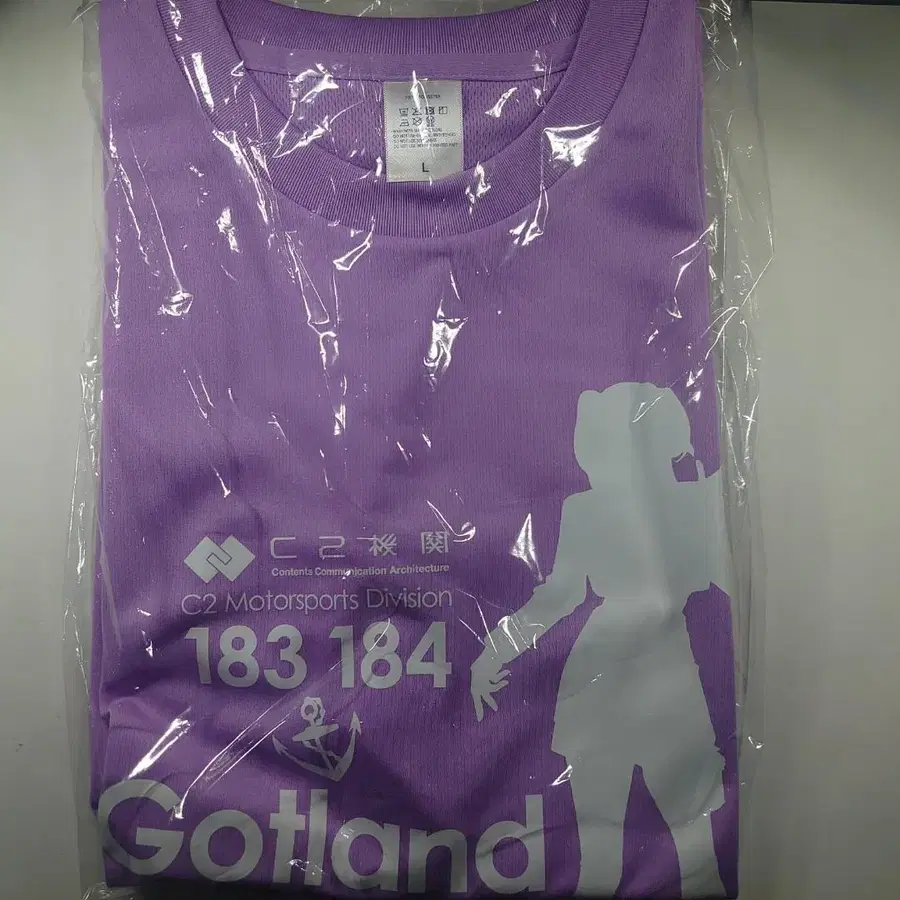 L
C2機関
Contents Communication Architecture
C2 Motorsports Division
183 184
Gotland